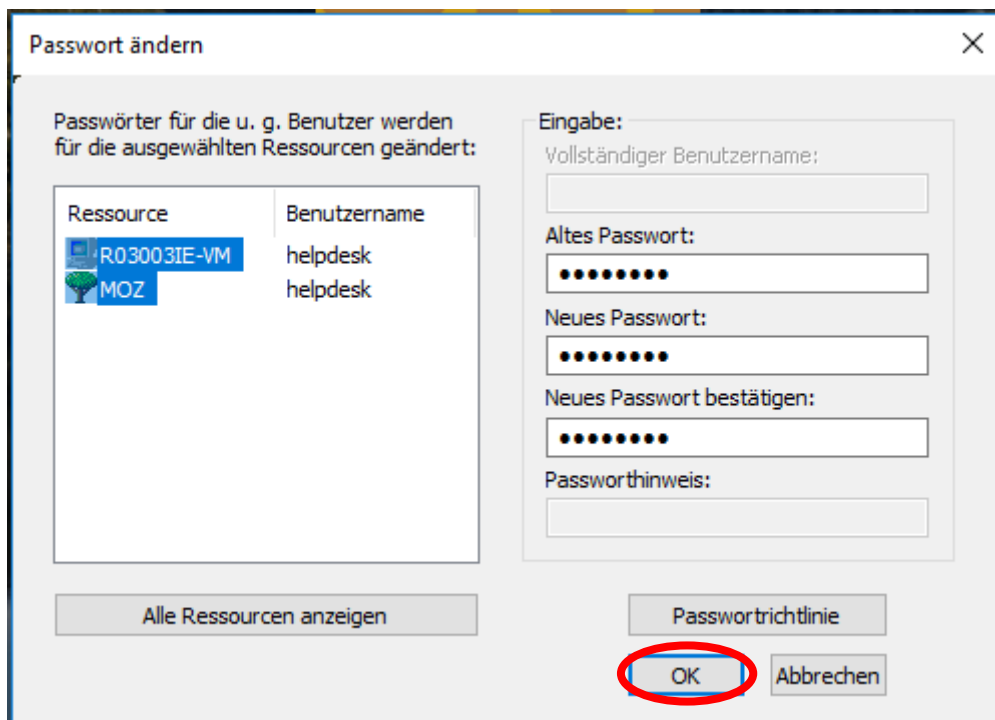 Passwort ändern
Passwörter für die u. g. Benutzer werden
für die ausgewählten Ressourcen geändert:
Ressource Benutzername
R03003IE-VM helpdesk
MOZ helpdesk
Alle Ressourcen anzeigen
Eingabe:
Vollständiger Benutzername:
Altes Passwort:
●●●●●●●●
Neues Passwort:
●●●●●●●●
Neues Passwort bestätigen:
●●●●●●●●
Passworthinweis:
Passwortrichtlinie
OK Abbrechen